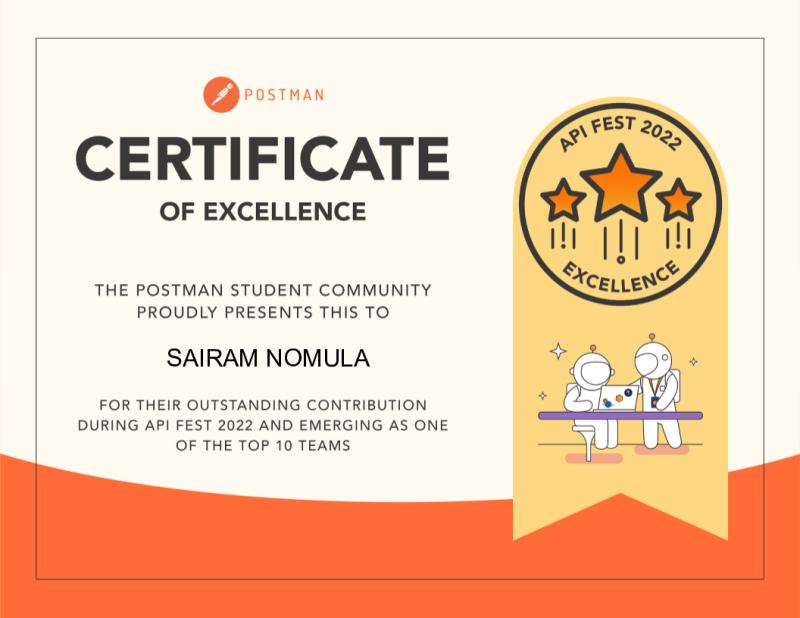 POSTMAN
CERTIFICATE
OF EXCELLENCE
THE POSTMAN STUDENT COMMUNITY
PROUDLY PRESENTS THIS TO
SAIRAM NOMULA
FOR THEIR OUTSTANDING CONTRIBUTION
DURING API FEST 2022 AND EMERGING AS ONE
OF THE TOP 10 TEAMS
API FEST 2022
EXCELLENCE